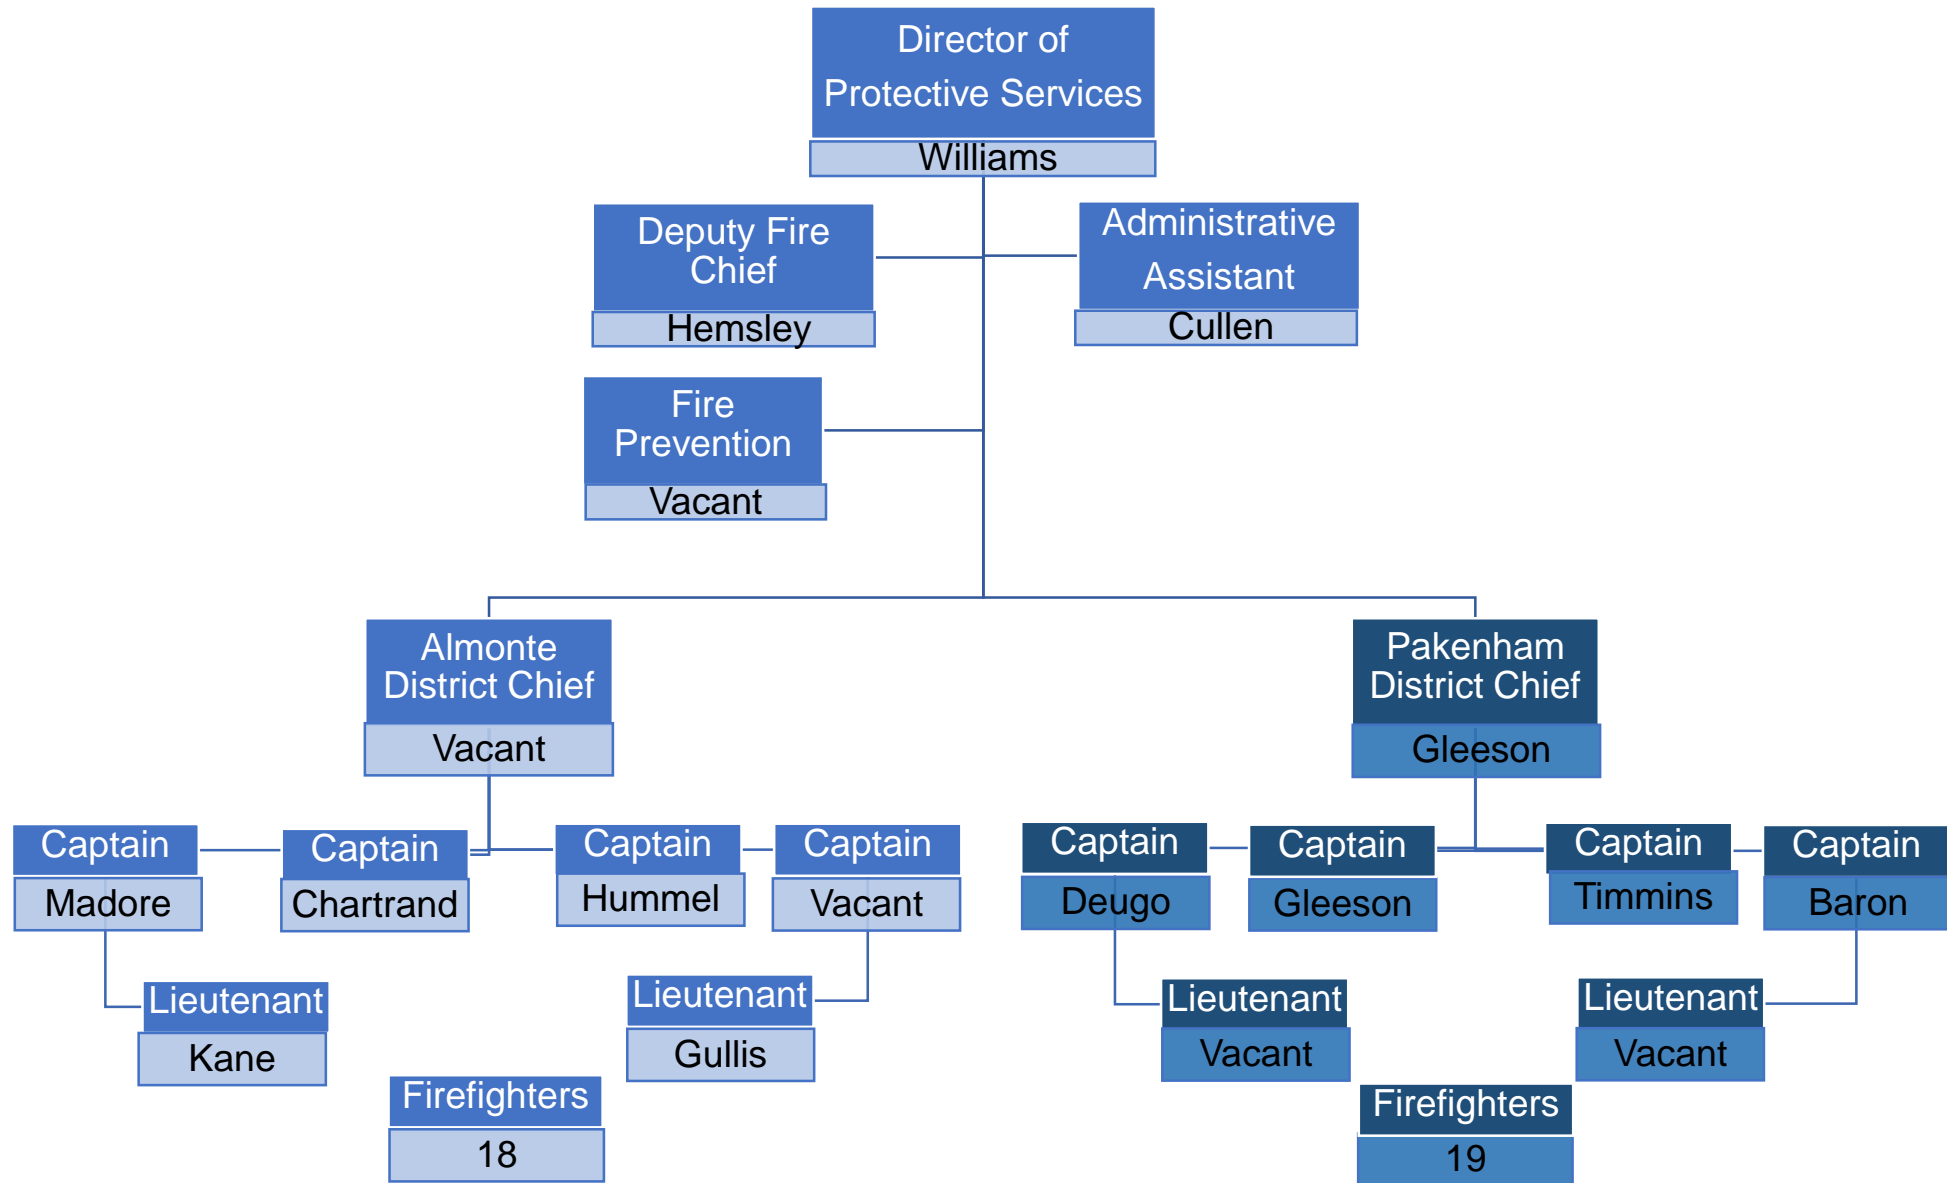 Director of
Protective Services
Williams
Deputy Fire
Chief
Hemsley
Administrative
Assistant
Cullen
Fire
Prevention
Vacant
Almonte
District Chief
Vacant
Pakenham
District Chief
Gleeson
Captain
Madore
Captain
Chartrand
Captain
Hummel
Captain
Vacant
Captain
Deugo
Captain
Gleeson
Captain
Timmins
Captain
Baron
Lieutenant
Kane
Lieutenant
Gullis
Lieutenant
Vacant
Lieutenant
Vacant
Firefighters
18
Firefighters
19